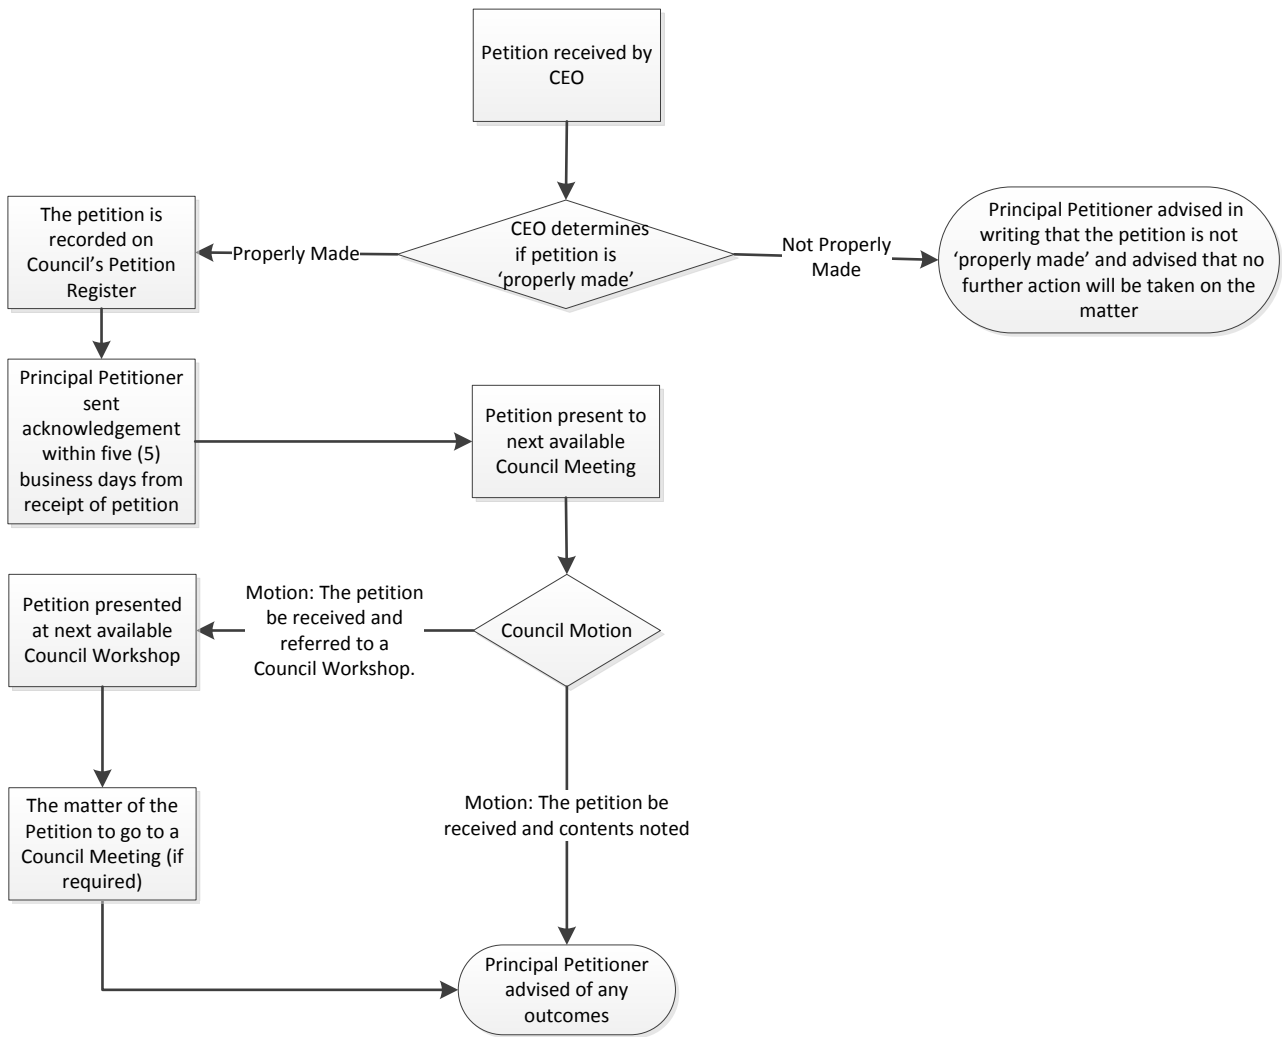 Petition received by
CEO
CEO determines
if petition is
‘properly made’
Properly Made
Not Properly
Made
The petition is
recorded on
Council’s Petition
Register
Principal Petitioner advised in
writing that the petition is not
‘properly made’ and advised that no
further action will be taken on the
matter
Principal Petitioner
sent
acknowledgement
within five (5)
business days from
receipt of petition
Petition present to
next available
Council Meeting
Council Motion
Motion: The petition
be received and
referred to a
Council Workshop.
Petition presented
at next available
Council Workshop
The matter of the
Petition to go to a
Council Meeting (if
required)
Motion: The petition be
received and contents noted
Principal Petitioner
advised of any
outcomes